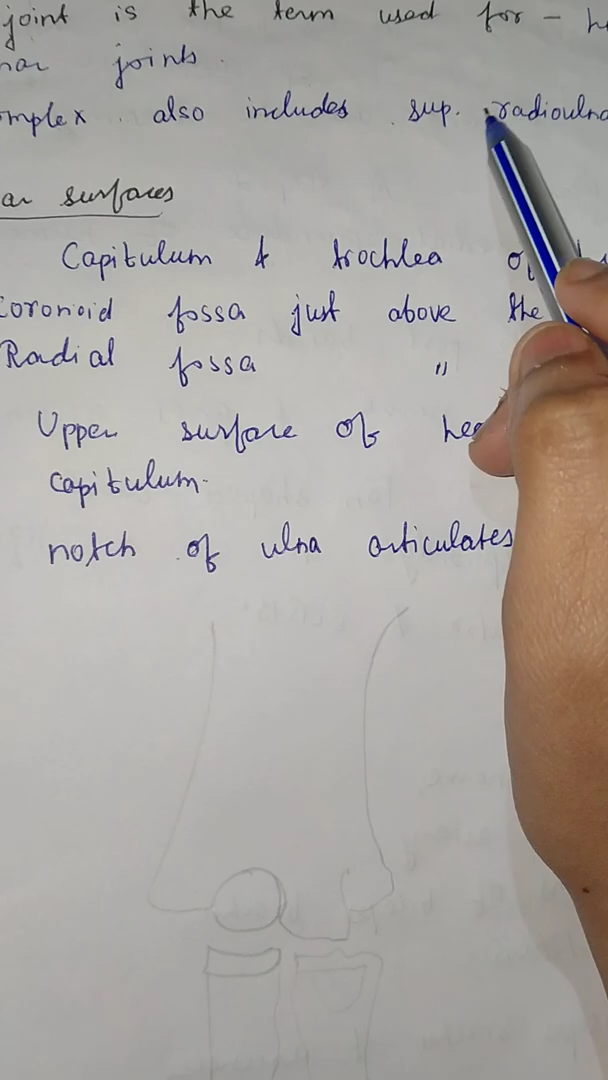 joint is the term used for -
joints.
also includes sup. radioulna
surfaces
Capitulum & trochlea of
Coronoid fossa just above the
Radial fossa "
Upper surface of hea
capitulum.
notch of ulna articulates